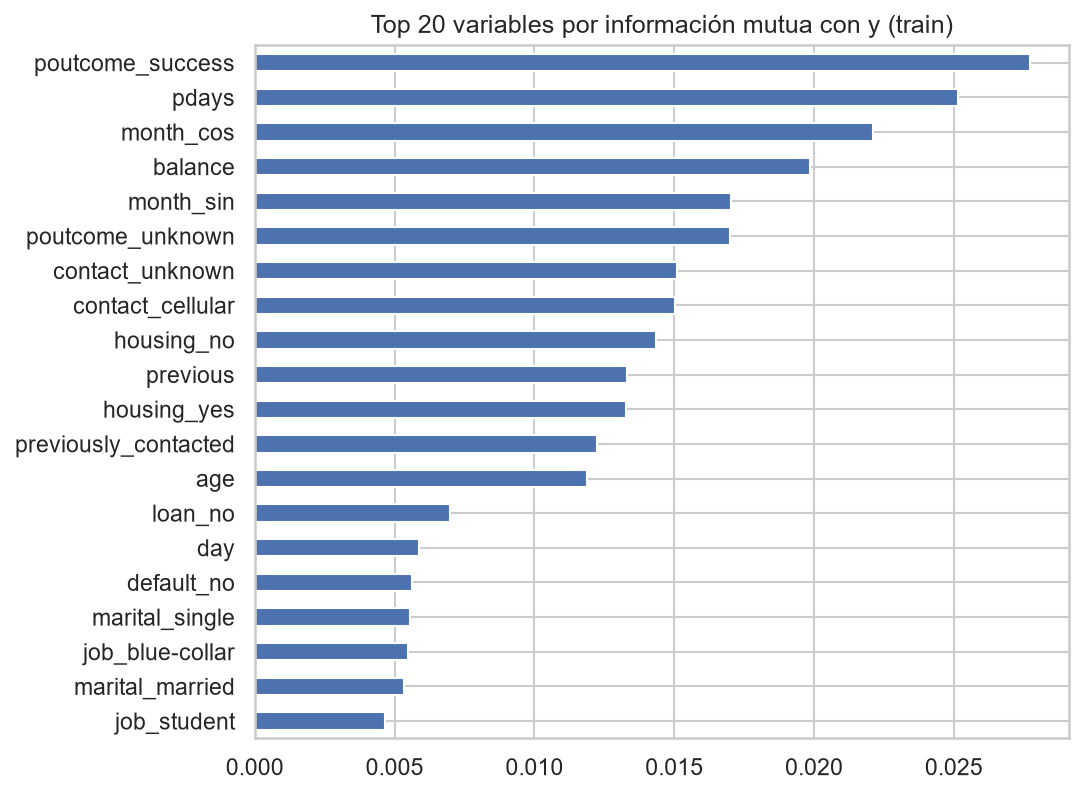 Top 20 variables por información mutua con y (train)
poutcome_success
pdays
month_cos
balance
month_sin
poutcome_unknown
contact_unknown
contact_cellular
housing_no
previous
housing_yes
previously_contacted
age
loan_no
day
default_no
marital_single
job_blue-collar
marital_married
job_student
0.000 0.005 0.010 0.015 0.020 0.025